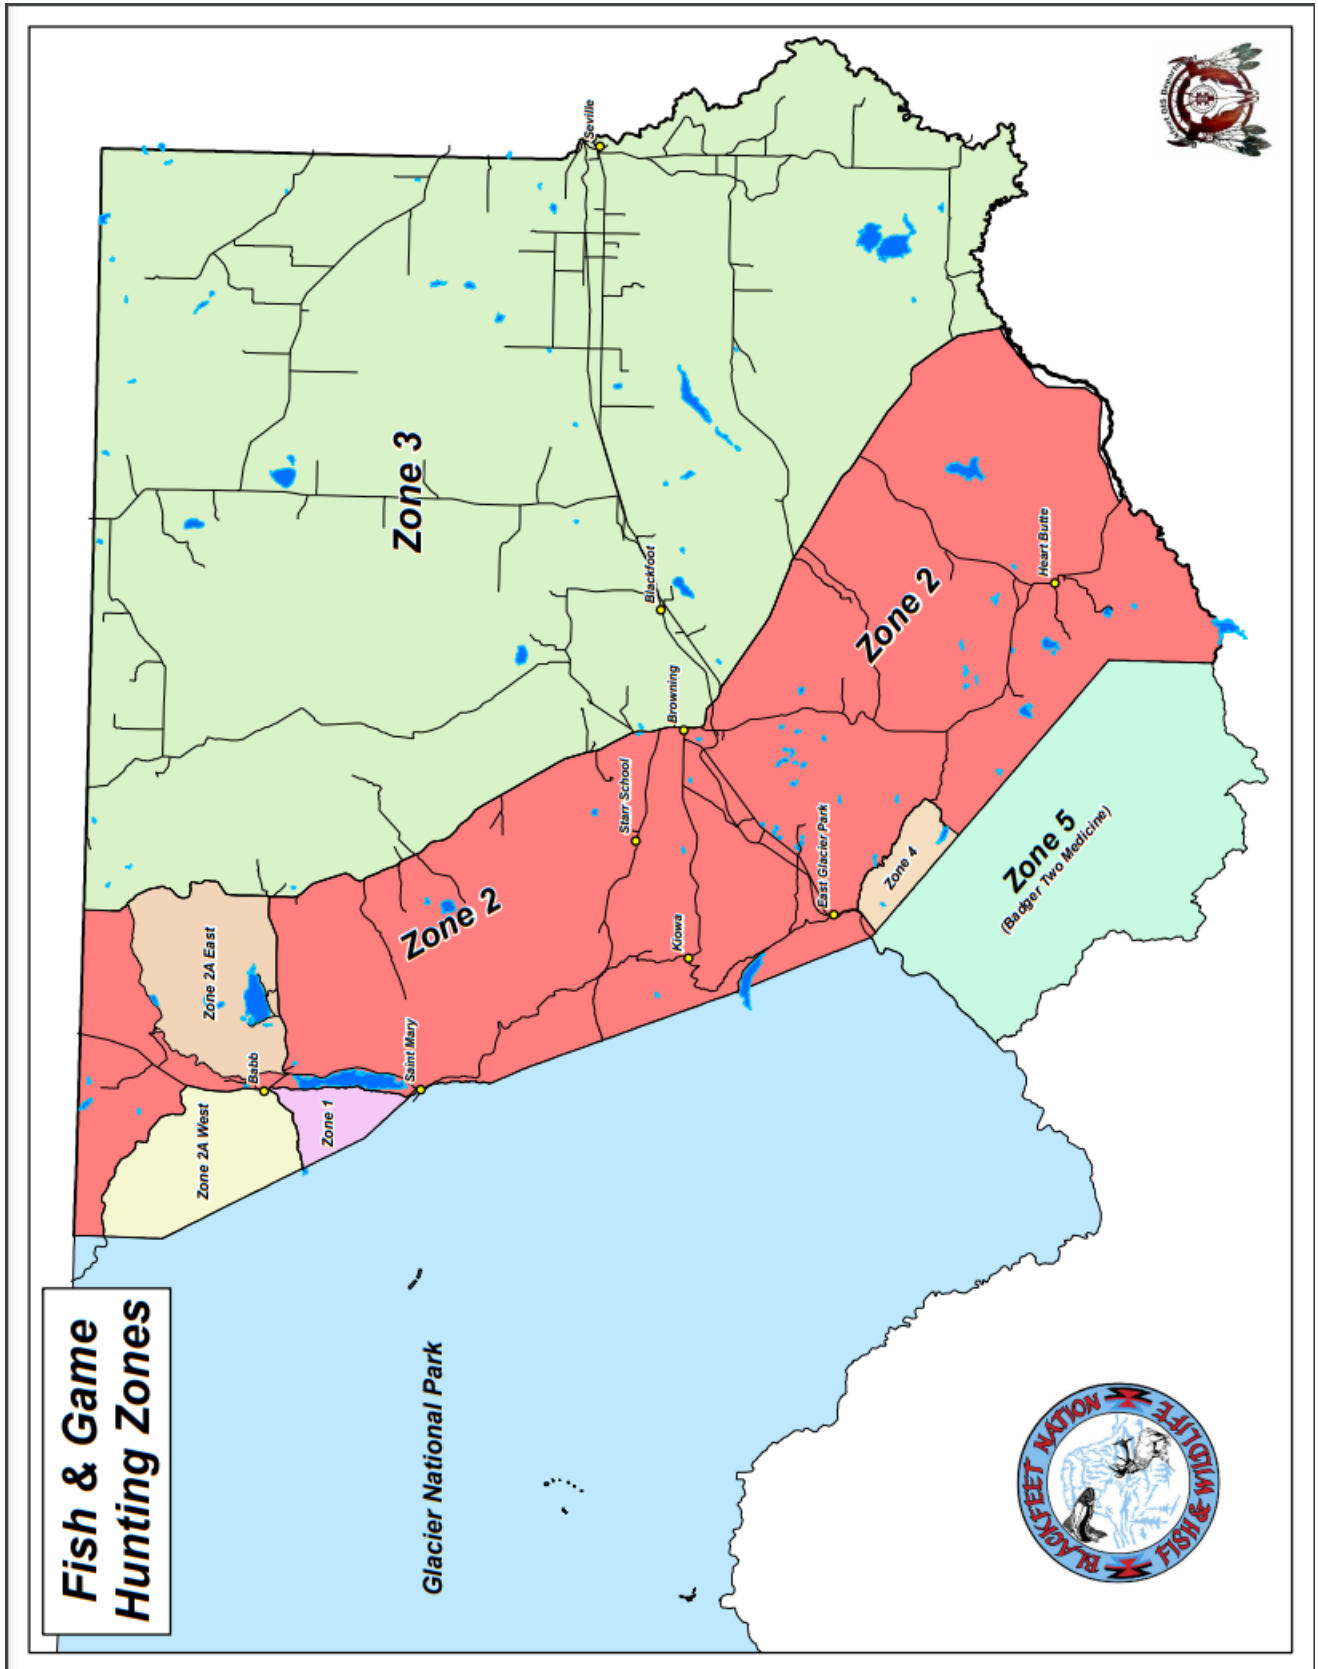 Fish & Game
Hunting Zones
Zone 2A West
Zone 1
Glacier National Park
Babb
Saint Mary
Zone 2A East
Zone 2
Kiowa
East Glacier Park
Zone 4
Zone 5
(Badger Two Medicine)
Starr School
Browning
Blackfoot
Zone 3
Zone 2
Heart Butte
Seville
BLACKFEET NATION
FISH & WILDLIFE
GIS Department